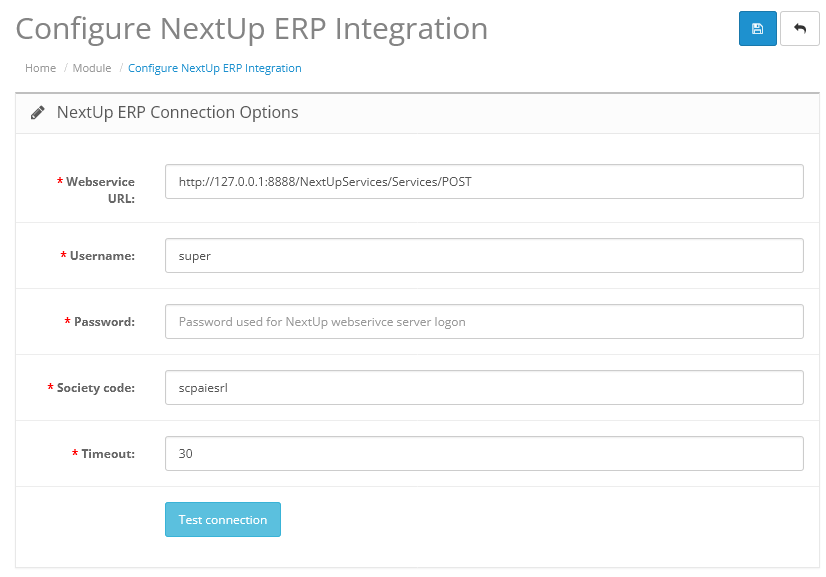 Configure NextUp ERP Integration
Home / Module / Configure NextUp ERP Integration
NextUp ERP Connection Options
* Webservice
URL:
http://127.0.0.1:8888/NextUpServices/Services/POST
* Username:
super
* Password:
Password used for NextUp webserivce server logon
* Society code:
scpaiesrl
* Timeout:
30
Test connection